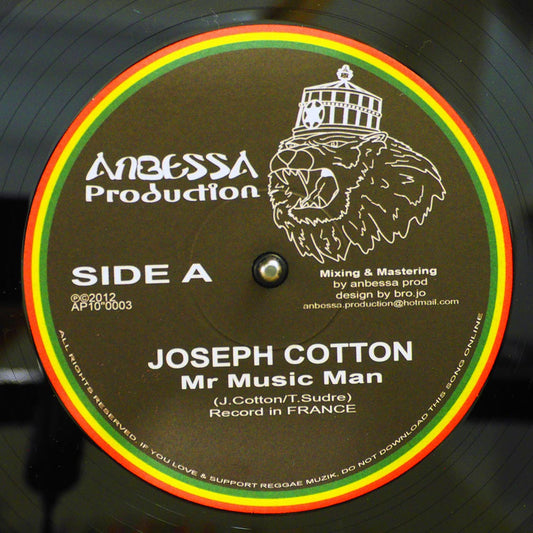 ANBESSA
Production
SIDE A
℗©2012
AP10"0003
Mixing & Mastering
by anbessa prod
design by bro.jo
anbossa.production@hotmail.com
JOSEPH COTTON
Mr Music Man
(J.Cotton/T.Sudre)
Record in FRANCE
ALL RIGHTS RESERVED. IF YOU LOVE & SUPPORT REGGAE MUZIK, DO NOT DOWNLOAD THIS SONG ONLINE